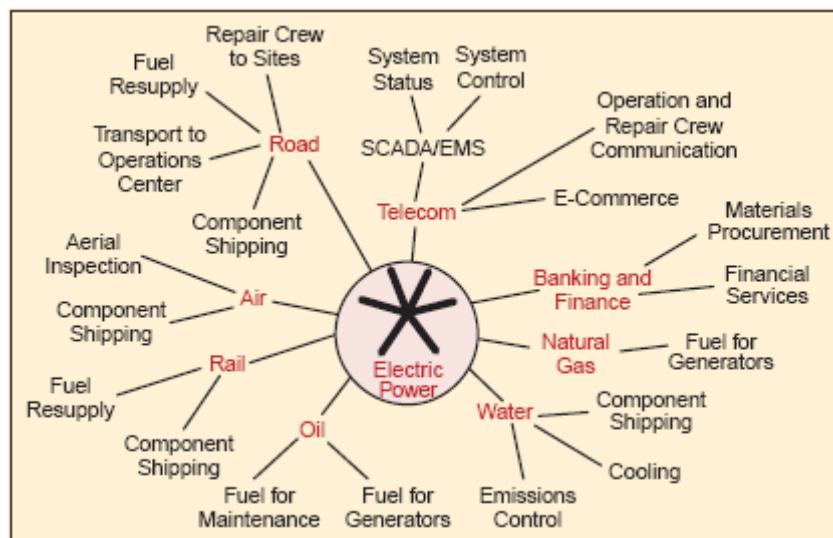 Repair Crew
to Sites
Fuel
Resupply
Transport to
Operations
Center
Road
Component
Shipping
System
Status
System
Control
SCADA/EMS
Operation and
Repair Crew
Communication
Telecom
E-Commerce
Materials
Procurement
Banking and
Finance
Financial
Services
Aerial
Inspection
Air
Component
Shipping
Natural
Gas
Fuel for
Generators
Rail
Fuel
Resupply
Component
Shipping
Electric
Power
Water
Component
Shipping
Cooling
Emissions
Control
Oil
Fuel for
Maintenance
Fuel for
Generators